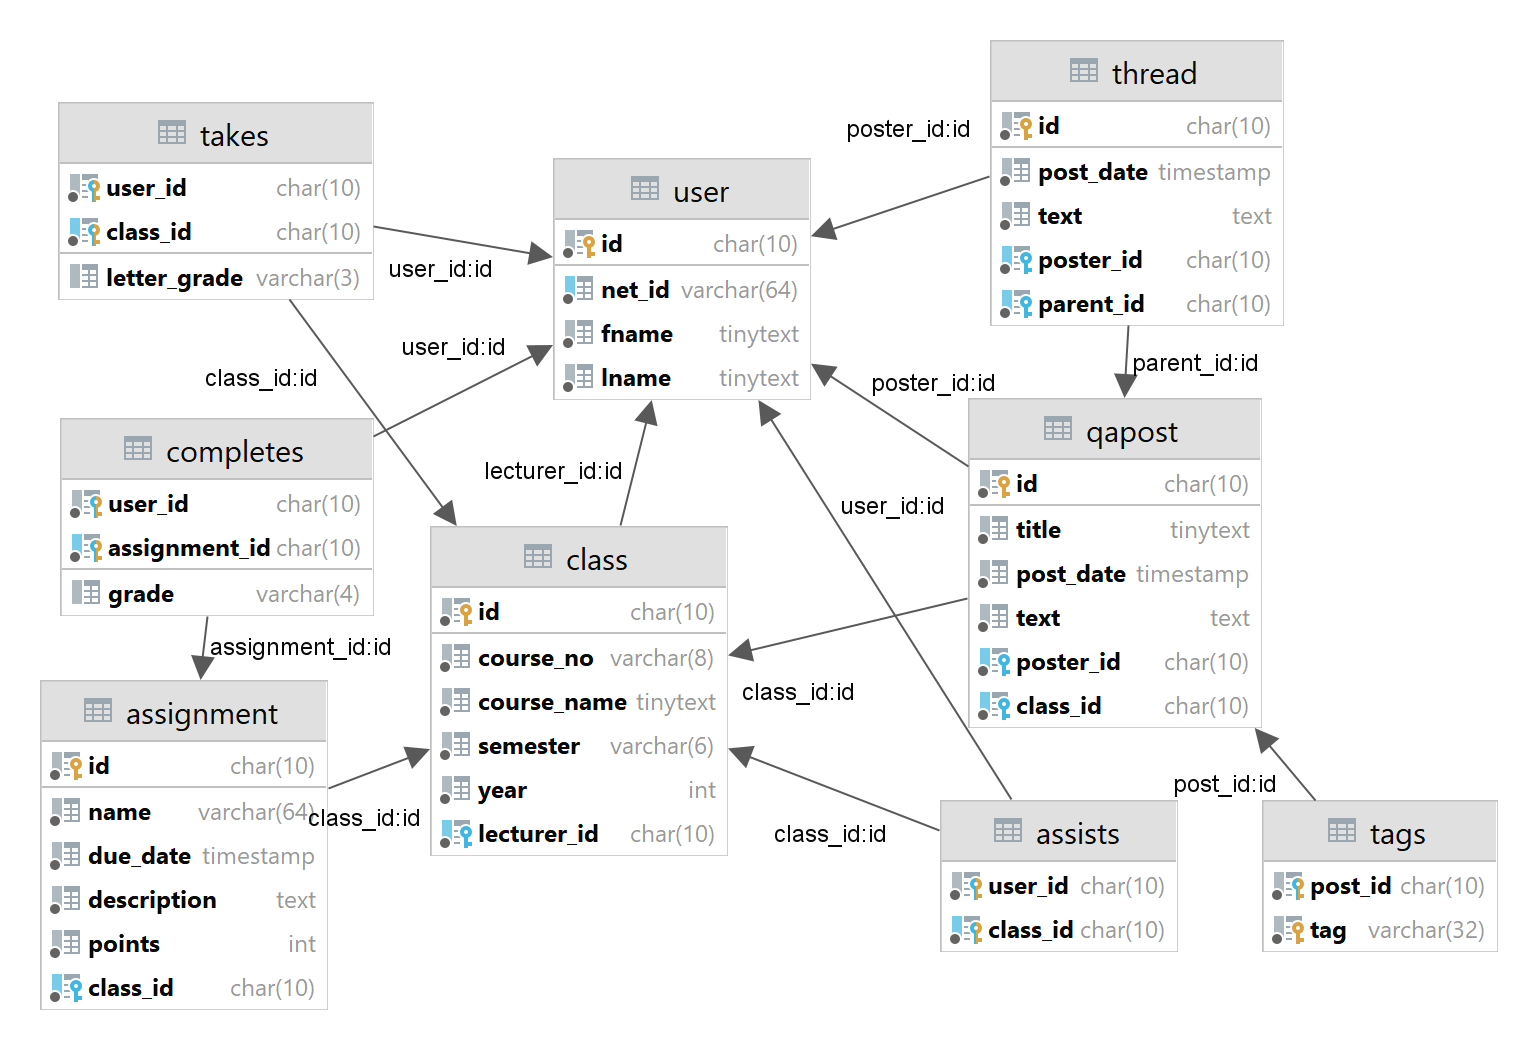 takes
user_id char(10)
class_id char(10)
letter_grade varchar(3)
user
id char(10)
net_id varchar(64)
fname tinytext
lname tinytext
thread
id char(10)
post_date timestamp
text text
poster_id char(10)
parent_id char(10)
poster_id:id
user_id:id
user_id:id
class_id:id
parent_id:id
poster_id:id
completes
user_id char(10)
assignment_id char(10)
grade varchar(4)
lecturer_id:id
user_id:id
qapost
id char(10)
title tinytext
post_date timestamp
text text
poster_id char(10)
class_id char(10)
class
id char(10)
course_no varchar(8)
course_name tinytext
semester varchar(6)
year int
lecturer_id char(10)
assignment_id:id
class_id:id
assignment
id char(10)
name varchar(64)
due_date timestamp
description text
points int
class_id char(10)
class_id:id
class_id:id
post_id:id
assists
user_id char(10)
class_id char(10)
tags
post_id char(10)
tag varchar(32)